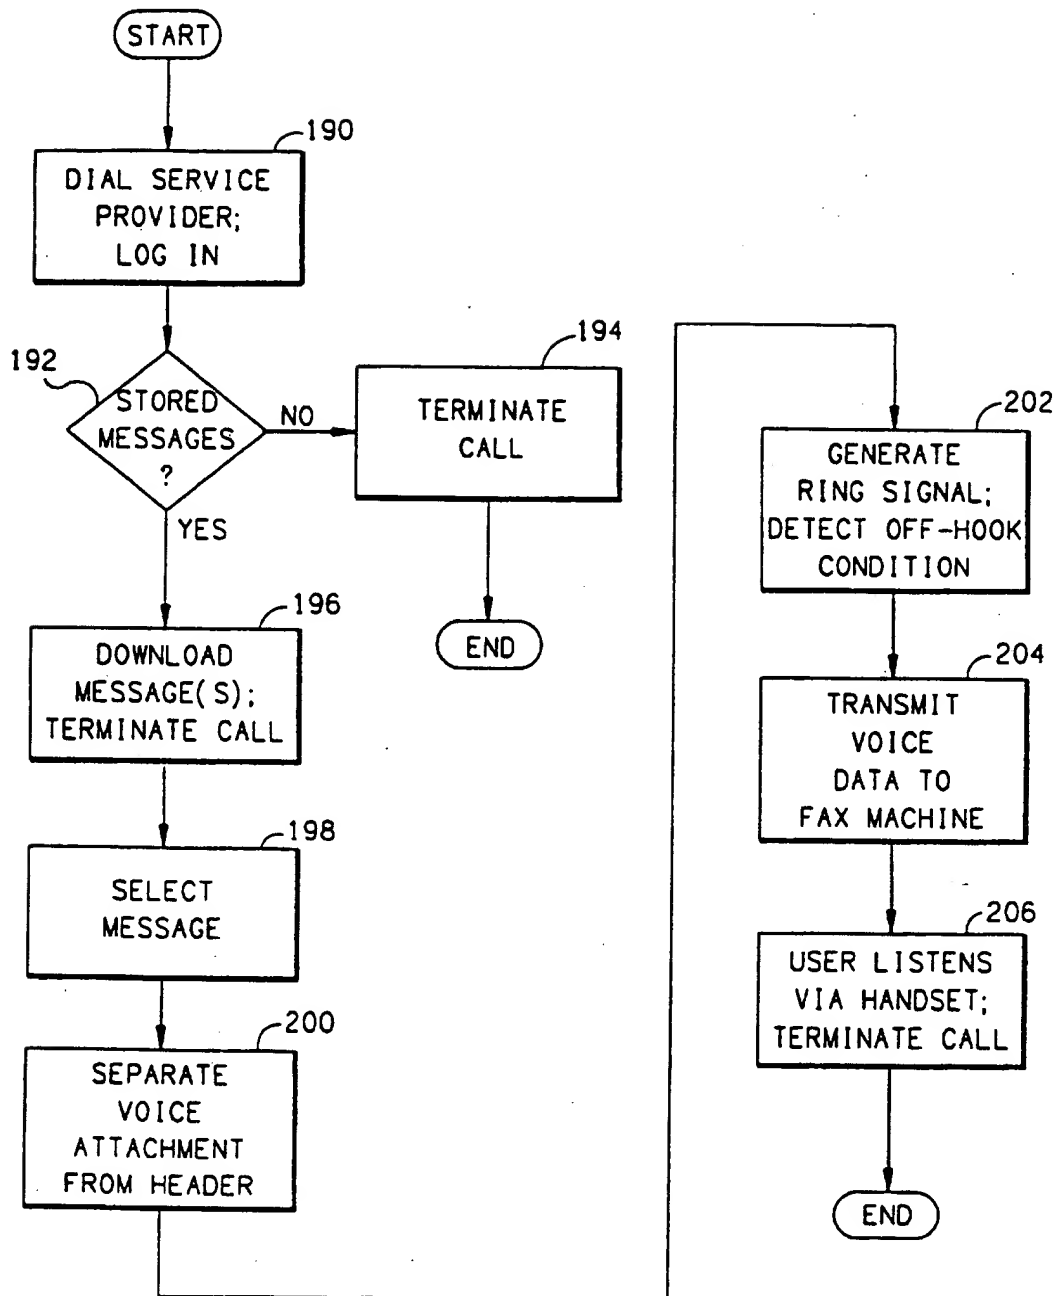 START
190
DIAL SERVICE
PROVIDER;
LOG IN
192
STORED
MESSAGES
?
NO
YES
194
TERMINATE
CALL
END
196
DOWNLOAD
MESSAGE(S);
TERMINATE CALL
198
SELECT
MESSAGE
200
SEPARATE
VOICE
ATTACHMENT
FROM HEADER
202
GENERATE
RING SIGNAL;
DETECT OFF-HOOK
CONDITION
204
TRANSMIT
VOICE
DATA TO
FAX MACHINE
206
USER LISTENS
VIA HANDSET;
TERMINATE CALL
END